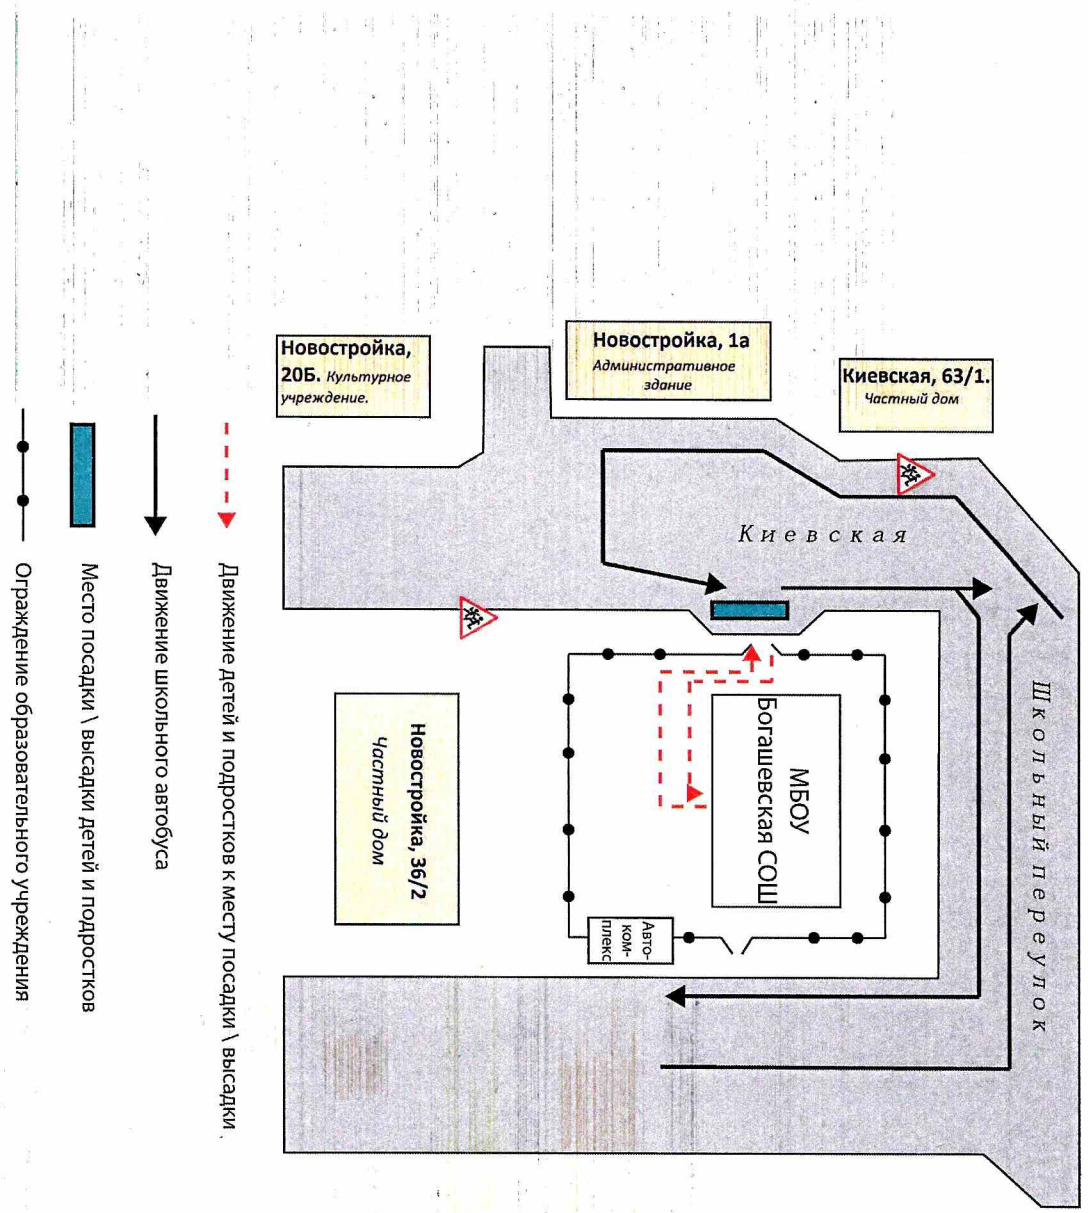 Новостройка,
20Б. Культурное
учреждение.
Новостройка, 1а
Административное
здание
Киевская, 63/1.
Частный дом
Киевская
Школьный переулок
МБОУ
Богашевская СОШ
Авто-
ком-
плекс
Новостройка, 36/2
Частный дом
Движение детей и подростков к месту посадки \ высадки
Движение школьного автобуса
Место посадки \ высадки детей и подростков
Ограждение образовательного учреждения